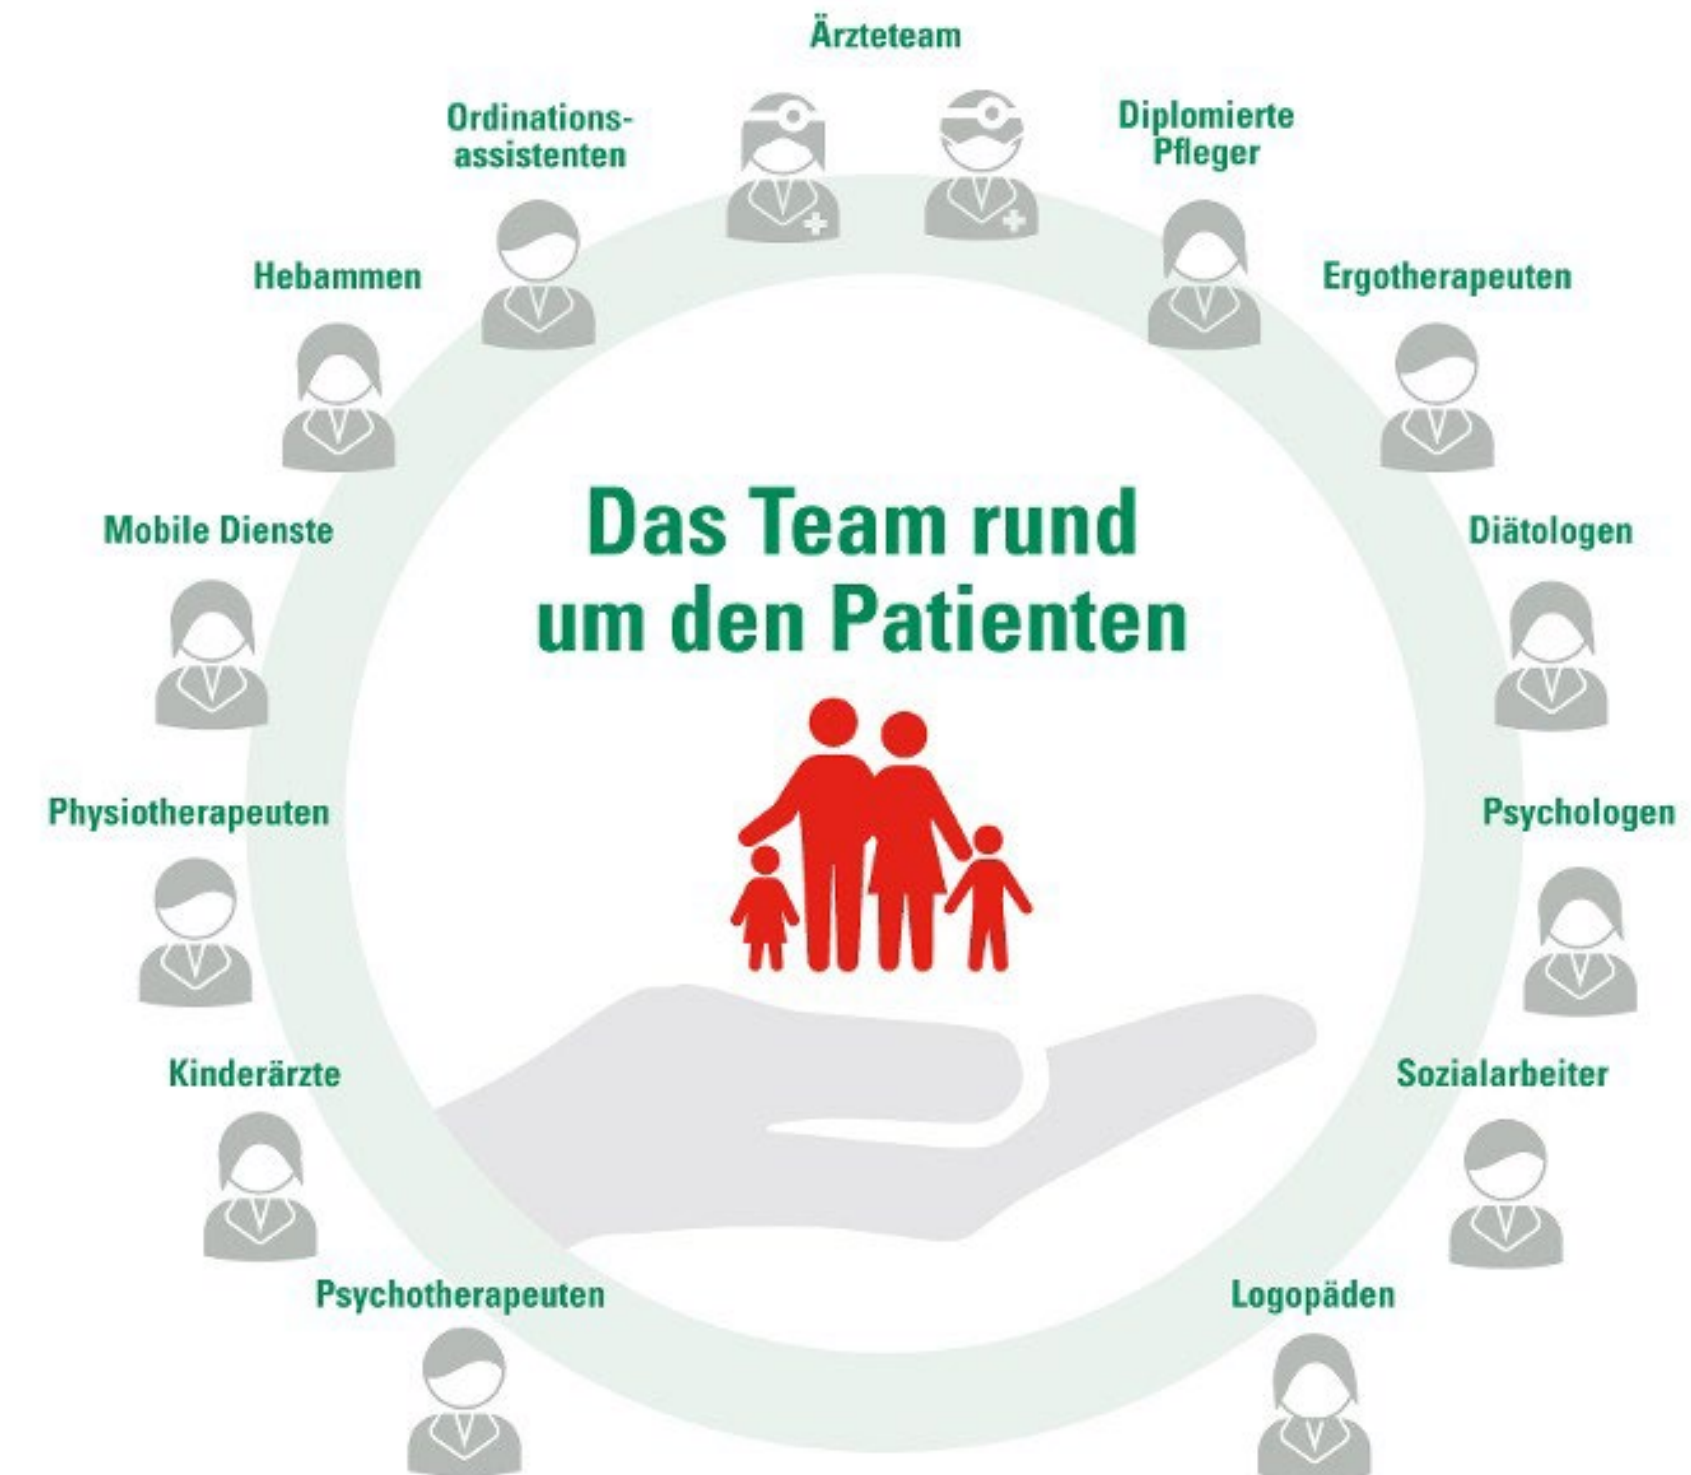 Ärzteteam
Ordinations-
assistenten
Diplomierte
Pfleger
Hebammen
Ergotherapeuten
Mobile Dienste
Das Team rund
um den Patienten
Diätologen
Physiotherapeuten
Psychologen
Kinderärzte
Sozialarbeiter
Psychotherapeuten
Logopäden